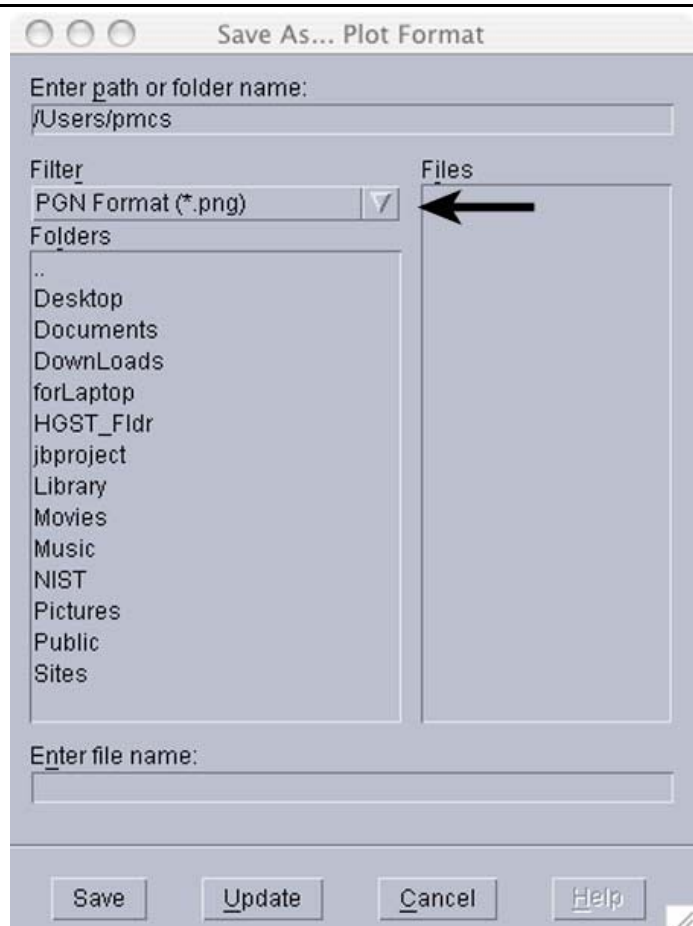 Save As... Plot Format
Enter path or folder name:
/Users/pmcs
Filter
PGN Format (*.png)
Files
Folders
..
Desktop
Documents
DownLoads
forLaptop
HGST_Fldr
jbproject
Library
Movies
Music
NIST
Pictures
Public
Sites
Enter file name:
Save Update Cancel Help